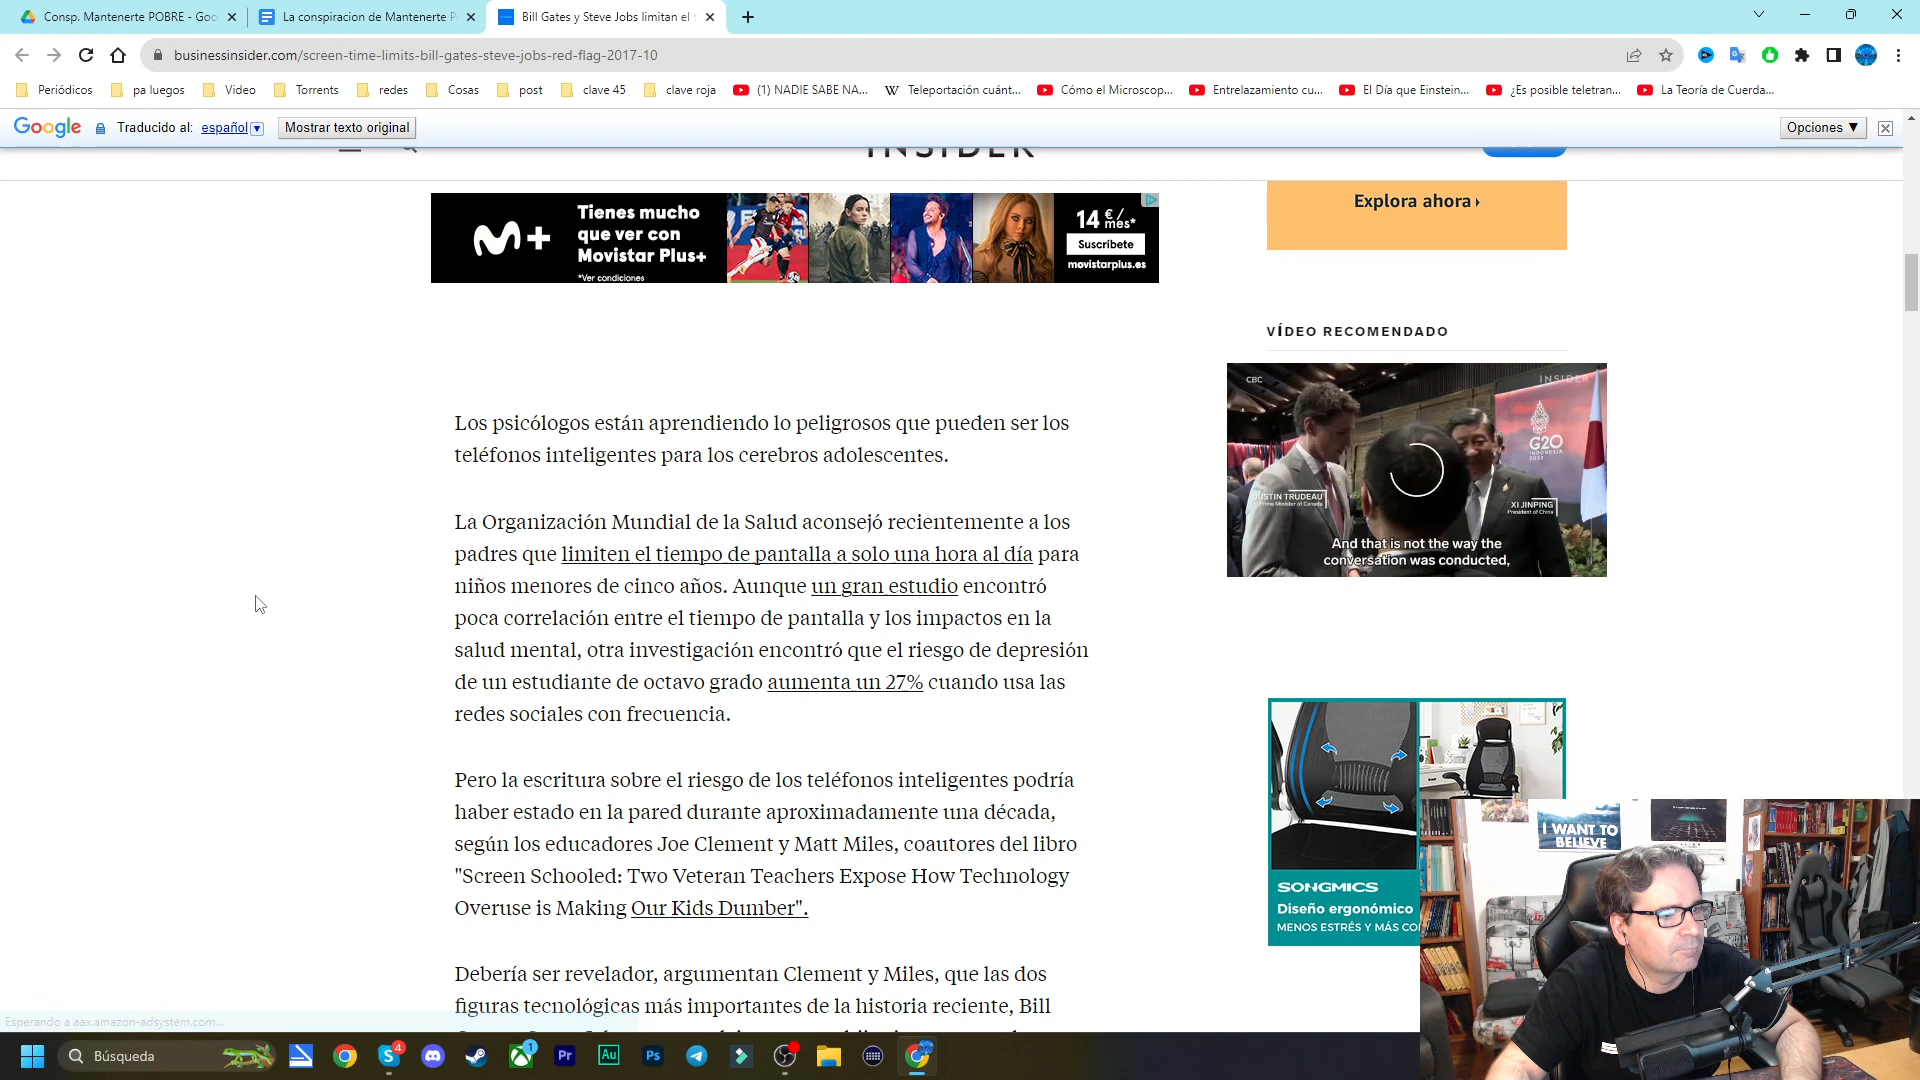 Consp. Mantenerte POBRE - Goo
La conspiracion de Mantenerte P
Bill Gates y Steve Jobs limitan el t
businessinsider.com/screen-time-limits-bill-gates-steve-jobs-red-flag-2017-10
Periódicos
pa luegos
Video
Torrents
redes
Cosas
post
clave 45
clave roja
(1) NADIE SABE NA...
W Teleportación cuánt...
Cómo el Microscop...
Entrelazamiento cu...
El Día que Einstein...
¿Es posible teletran...
La Teoría de Cuerda...
Google
Traducido al: español
Mostrar texto original
Opciones ▼
INSIDER
M+
Tienes mucho
que ver con
Movistar Plus+
*Ver condiciones
14 €/mes*
Suscríbete
movistarplus.es
Explora ahora ›
VÍDEO RECOMENDADO
CBC
INSIDER
G20
INDONESIA
2022
JUSTIN TRUDEAU
Prime Minister of Canada
XI JINPING
President of China
And that is not the way the
conversation was conducted,
Los psicólogos están aprendiendo lo peligrosos que pueden ser los
teléfonos inteligentes para los cerebros adolescentes.
La Organización Mundial de la Salud aconsejó recientemente a los
padres que limiten el tiempo de pantalla a solo una hora al día para
niños menores de cinco años. Aunque un gran estudio encontró
poca correlación entre el tiempo de pantalla y los impactos en la
salud mental, otra investigación encontró que el riesgo de depresión
de un estudiante de octavo grado aumenta un 27% cuando usa las
redes sociales con frecuencia.
Pero la escritura sobre el riesgo de los teléfonos inteligentes podría
haber estado en la pared durante aproximadamente una década,
según los educadores Joe Clement y Matt Miles, coautores del libro
"Screen Schooled: Two Veteran Teachers Expose How Technology
Overuse is Making Our Kids Dumber".
Debería ser revelador, argumentan Clement y Miles, que las dos
figuras tecnológicas más importantes de la historia reciente, Bill
SONGMICS
Diseño ergonómico
MENOS ESTRÉS Y MÁS CO
I WANT TO
BELIEVE
Esperando a aax.amazon-adsystem.com...
Búsqueda
4
1
Pr
Au
Ps